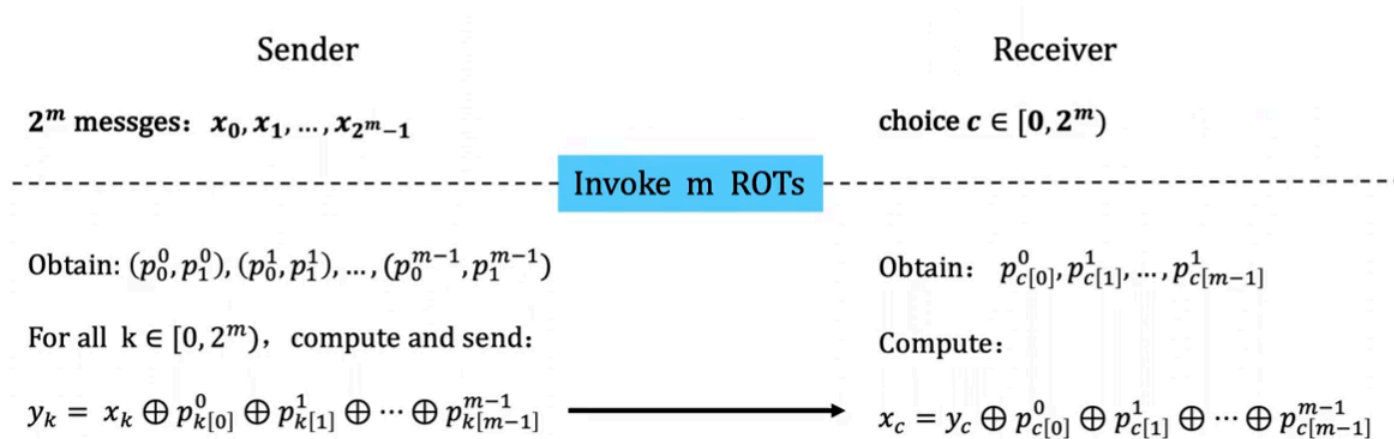 Sender
Receiver
2^m messges：x_0, x_1, …, x_{2^m−1}
choice c ∈ [0, 2^m)
Invoke m ROTs
Obtain: (p_0^0, p_1^0), (p_0^1, p_1^1), …, (p_0^{m−1}, p_1^{m−1})
Obtain： p_{c[0]}^0, p_{c[1]}^1, …, p_{c[m−1]}^1
For all k ∈ [0, 2^m)， compute and send：
Compute：
y_k = x_k ⊕ p_{k[0]}^0 ⊕ p_{k[1]}^1 ⊕ ⋯ ⊕ p_{k[m−1]}^{m−1}
x_c = y_c ⊕ p_{c[0]}^0 ⊕ p_{c[1]}^1 ⊕ ⋯ ⊕ p_{c[m−1]}^{m−1}